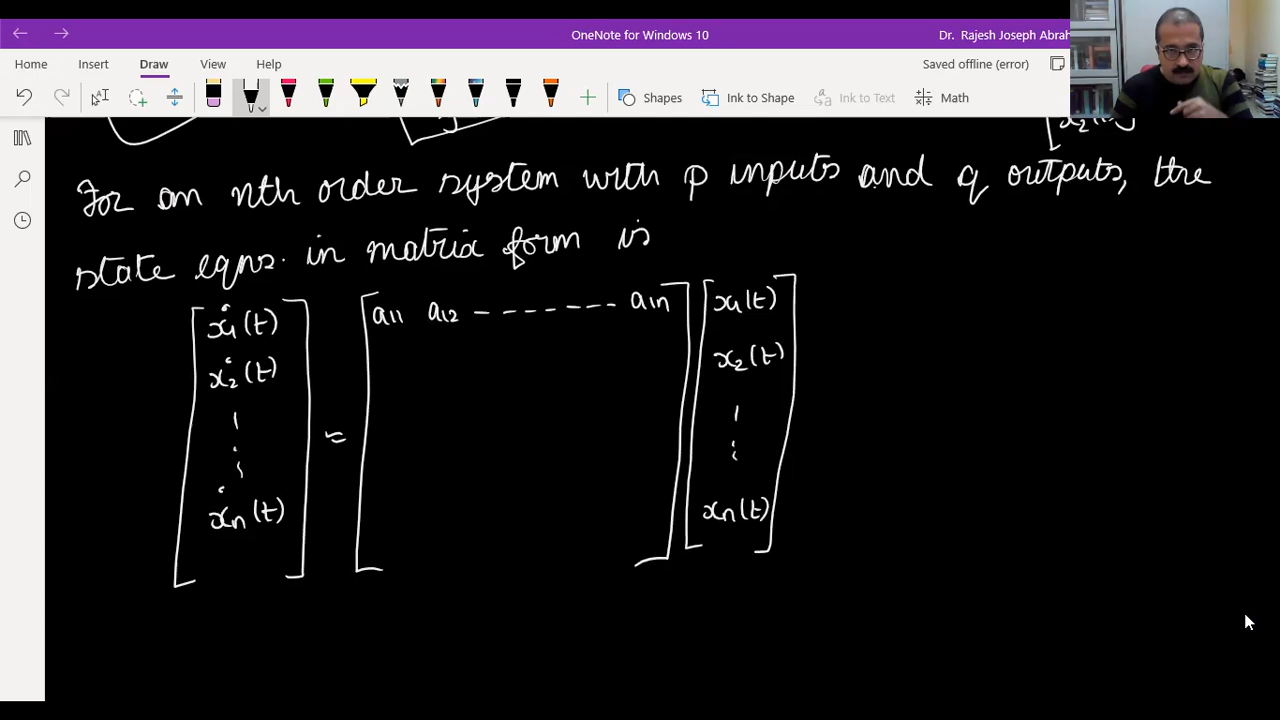 OneNote for Windows 10
Dr. Rajesh Joseph Abrah
Home Insert Draw View Help
Saved offline (error)
Shapes Ink to Shape Ink to Text Math
For an nth order system with p inputs and q outputs, the
state eqns. in matrix form is
ẋ₁(t)
ẋ₂(t)
⋮
ẋn(t)
=
a₁₁ a₁₂ - - - - - - - a₁n
x₁(t)
x₂(t)
⋮
xn(t)